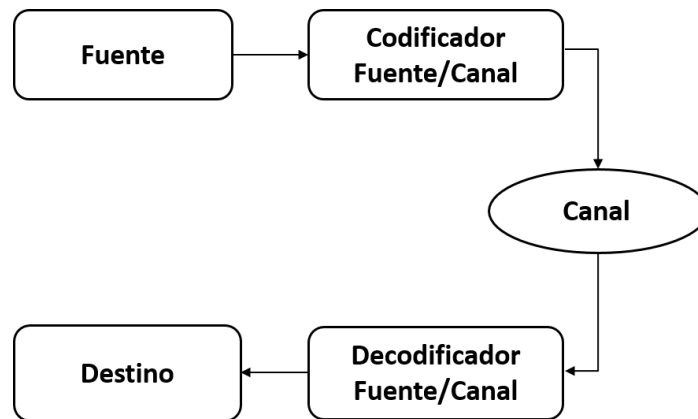 Fuente
Codificador
Fuente/Canal
Canal
Decodificador
Fuente/Canal
Destino